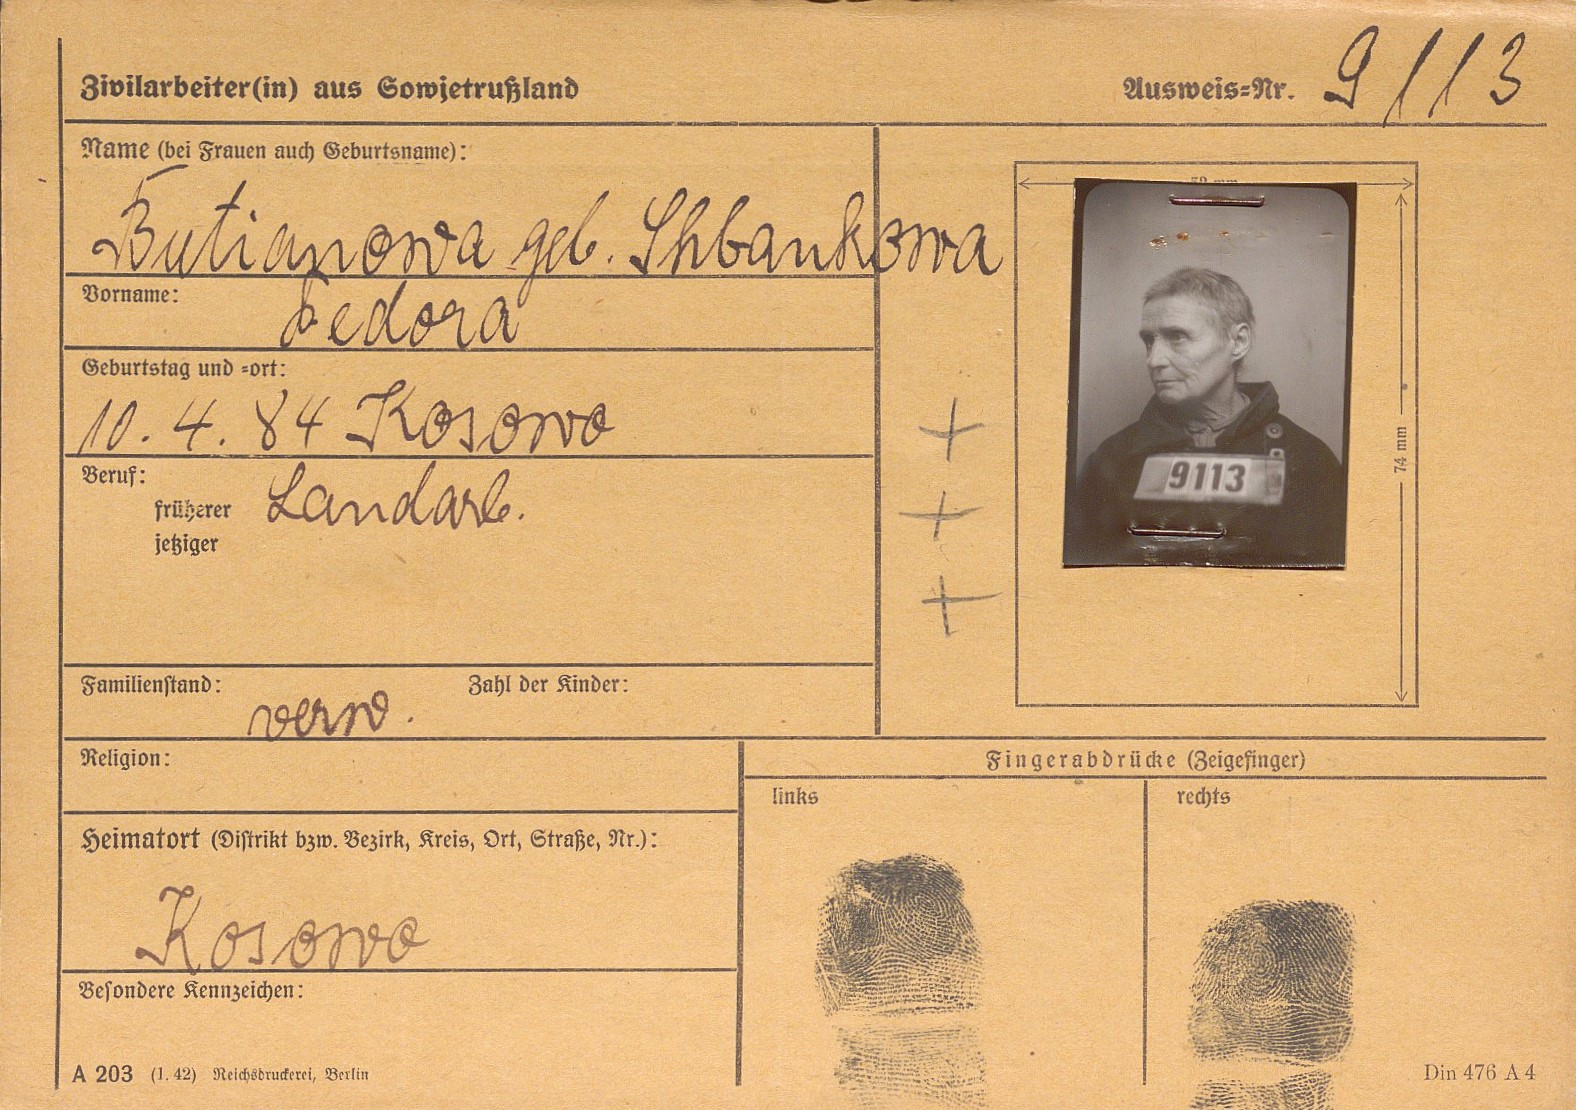 Zivilarbeiter(in) aus Sowjetrußland
Ausweis-Nr. 9113
Name (bei Frauen auch Geburtsname):
Butianowa geb. Shbankowa
Vorname:
Fedora
Geburtstag und -ort:
10. 4. 84 Kosowo
Beruf:
früherer Landarb.
jetziger
Familienstand: verw. Zahl der Kinder:
52 mm
9113
74 mm
Religion:
Heimatort (Distrikt bzw. Bezirk, Kreis, Ort, Straße, Nr.):
Kosowo
Besondere Kennzeichen:
Fingerabdrücke (Zeigefinger)
links
rechts
A 203 (1. 42) Reichsdruckerei, Berlin
Din 476 A 4